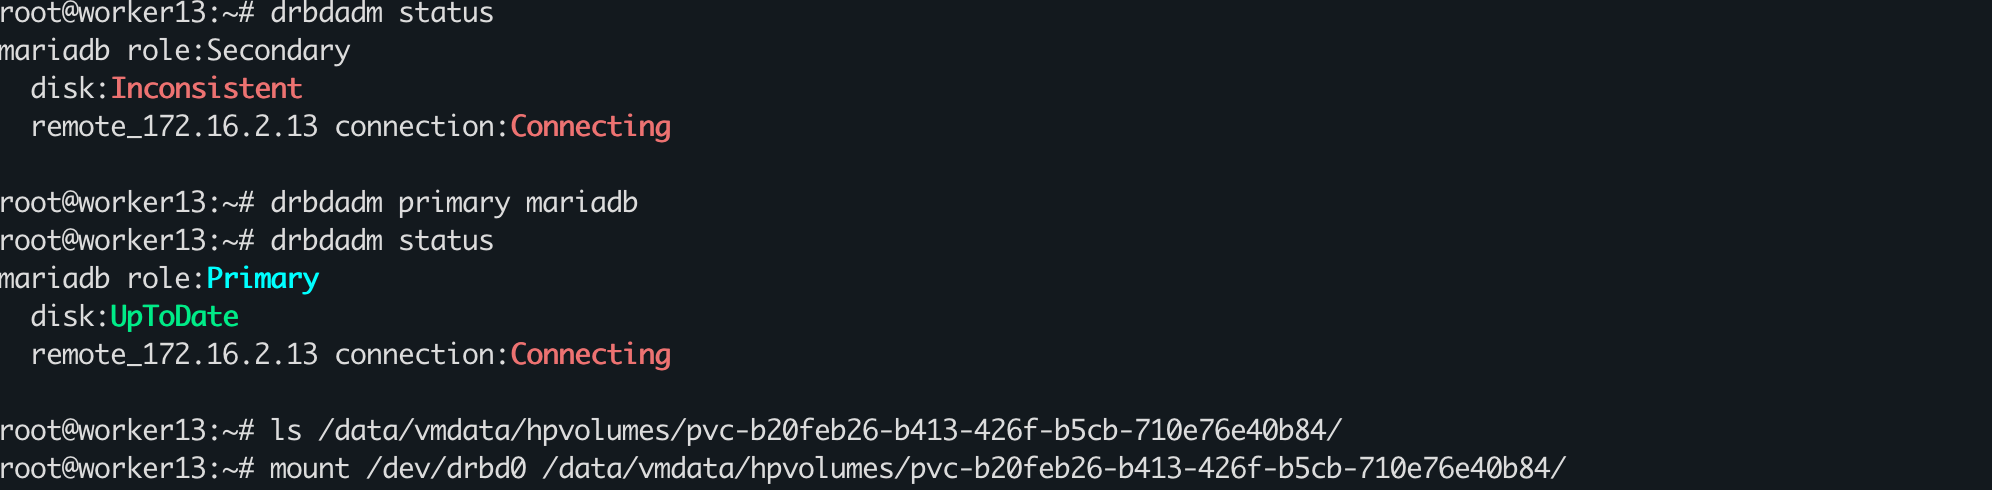 root@worker13:~# drbdadm status
mariadb role:Secondary
  disk:Inconsistent
  remote_172.16.2.13 connection:Connecting

root@worker13:~# drbdadm primary mariadb
root@worker13:~# drbdadm status
mariadb role:Primary
  disk:UpToDate
  remote_172.16.2.13 connection:Connecting

root@worker13:~# ls /data/vmdata/hpvolumes/pvc-b20feb26-b413-426f-b5cb-710e76e40b84/
root@worker13:~# mount /dev/drbd0 /data/vmdata/hpvolumes/pvc-b20feb26-b413-426f-b5cb-710e76e40b84/